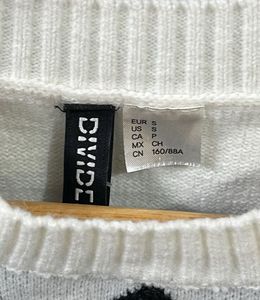 DIVIDE
EUR S
US S
CA P
MX CH
CN 160/88A